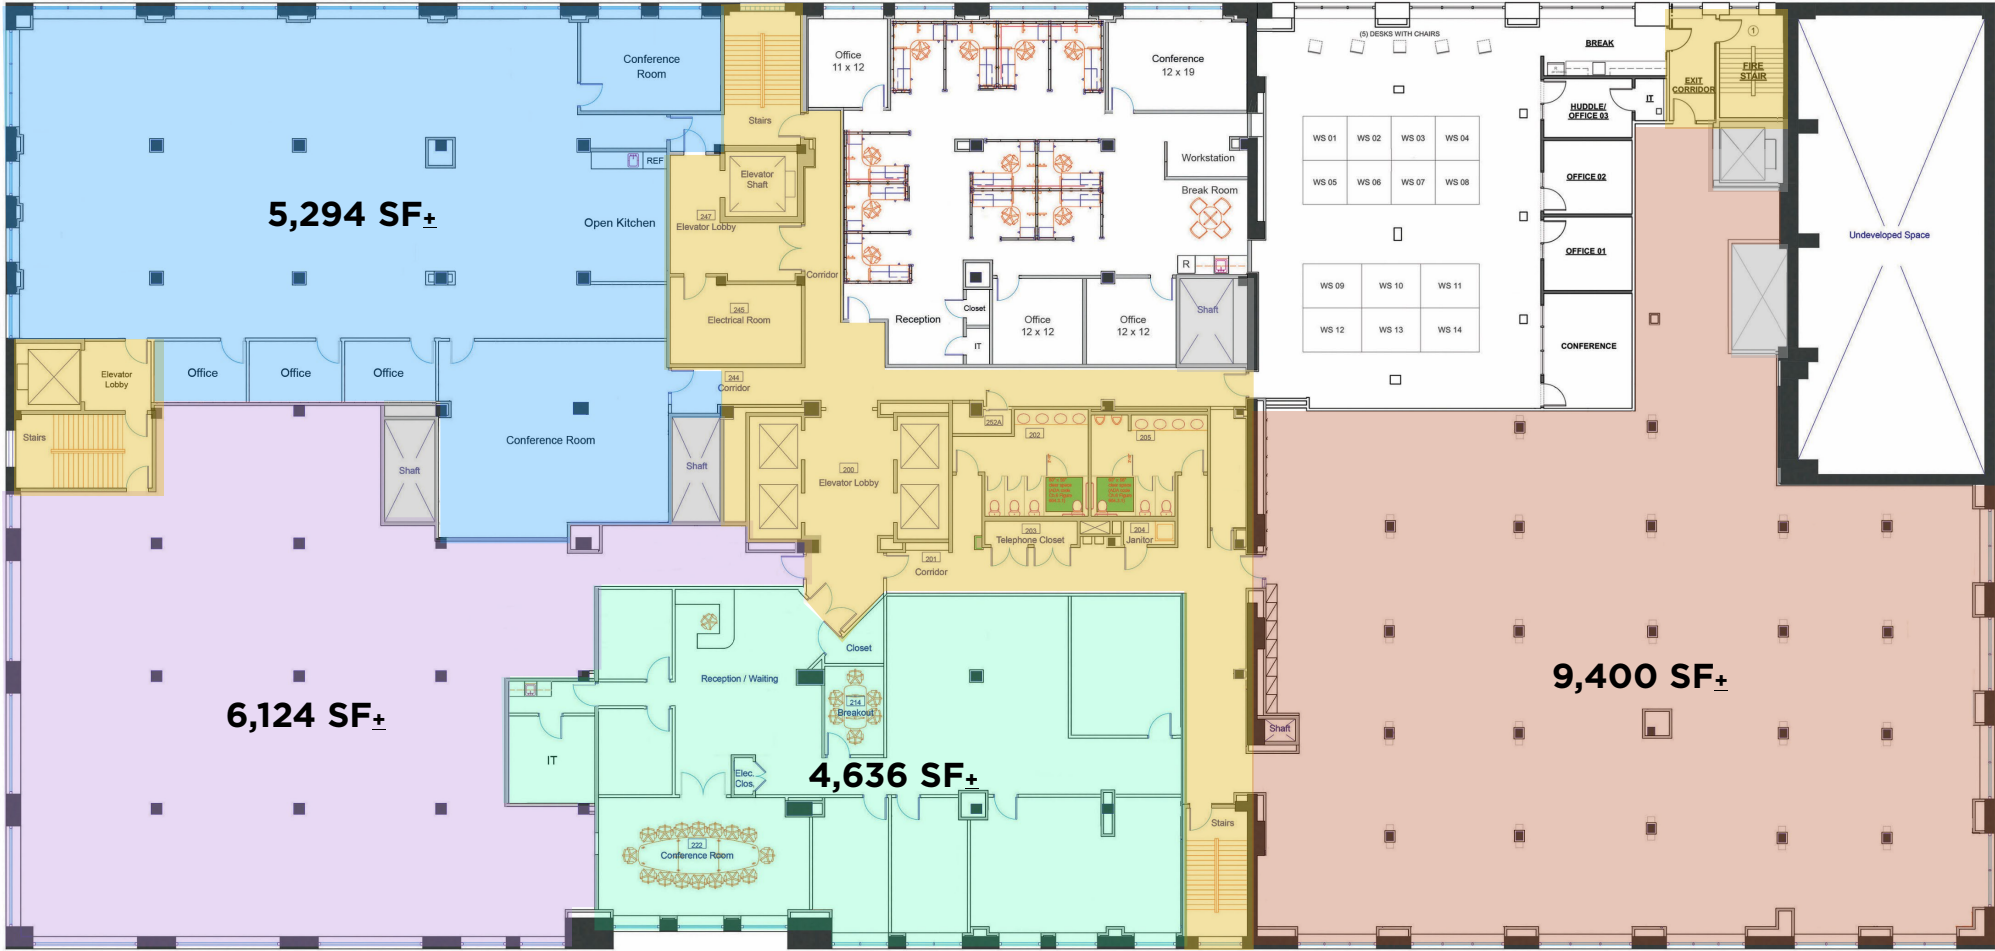 Conference
Room
Stairs
REF
Open Kitchen
5,294 SF±
Elevator
Shaft
247
Elevator Lobby
Corridor
245
Electrical Room
Office
Office
Office
Elevator
Lobby
Stairs
Conference Room
244
Corridor
Shaft
Shaft
Office
11 x 12
Conference
12 x 19
Workstation
Break Room
R
Reception
Closet
IT
Office
12 x 12
Office
12 x 12
Shaft
(5) DESKS WITH CHAIRS
BREAK
EXIT
CORRIDOR
1
FIRE
STAIR
HUDDLE/
OFFICE 03
IT
WS 01
WS 02
WS 03
WS 04
WS 05
WS 06
WS 07
WS 08
OFFICE 02
OFFICE 01
WS 09
WS 10
WS 11
WS 12
WS 13
WS 14
CONFERENCE
Undeveloped Space
200
Elevator Lobby
252A
202
205
203
Telephone Closet
204
Janitor
201
Corridor
6,124 SF±
IT
Closet
Reception / Waiting
214
Breakout
Elec.
Clos.
4,636 SF±
222
Conference Room
Stairs
Shaft
9,400 SF±